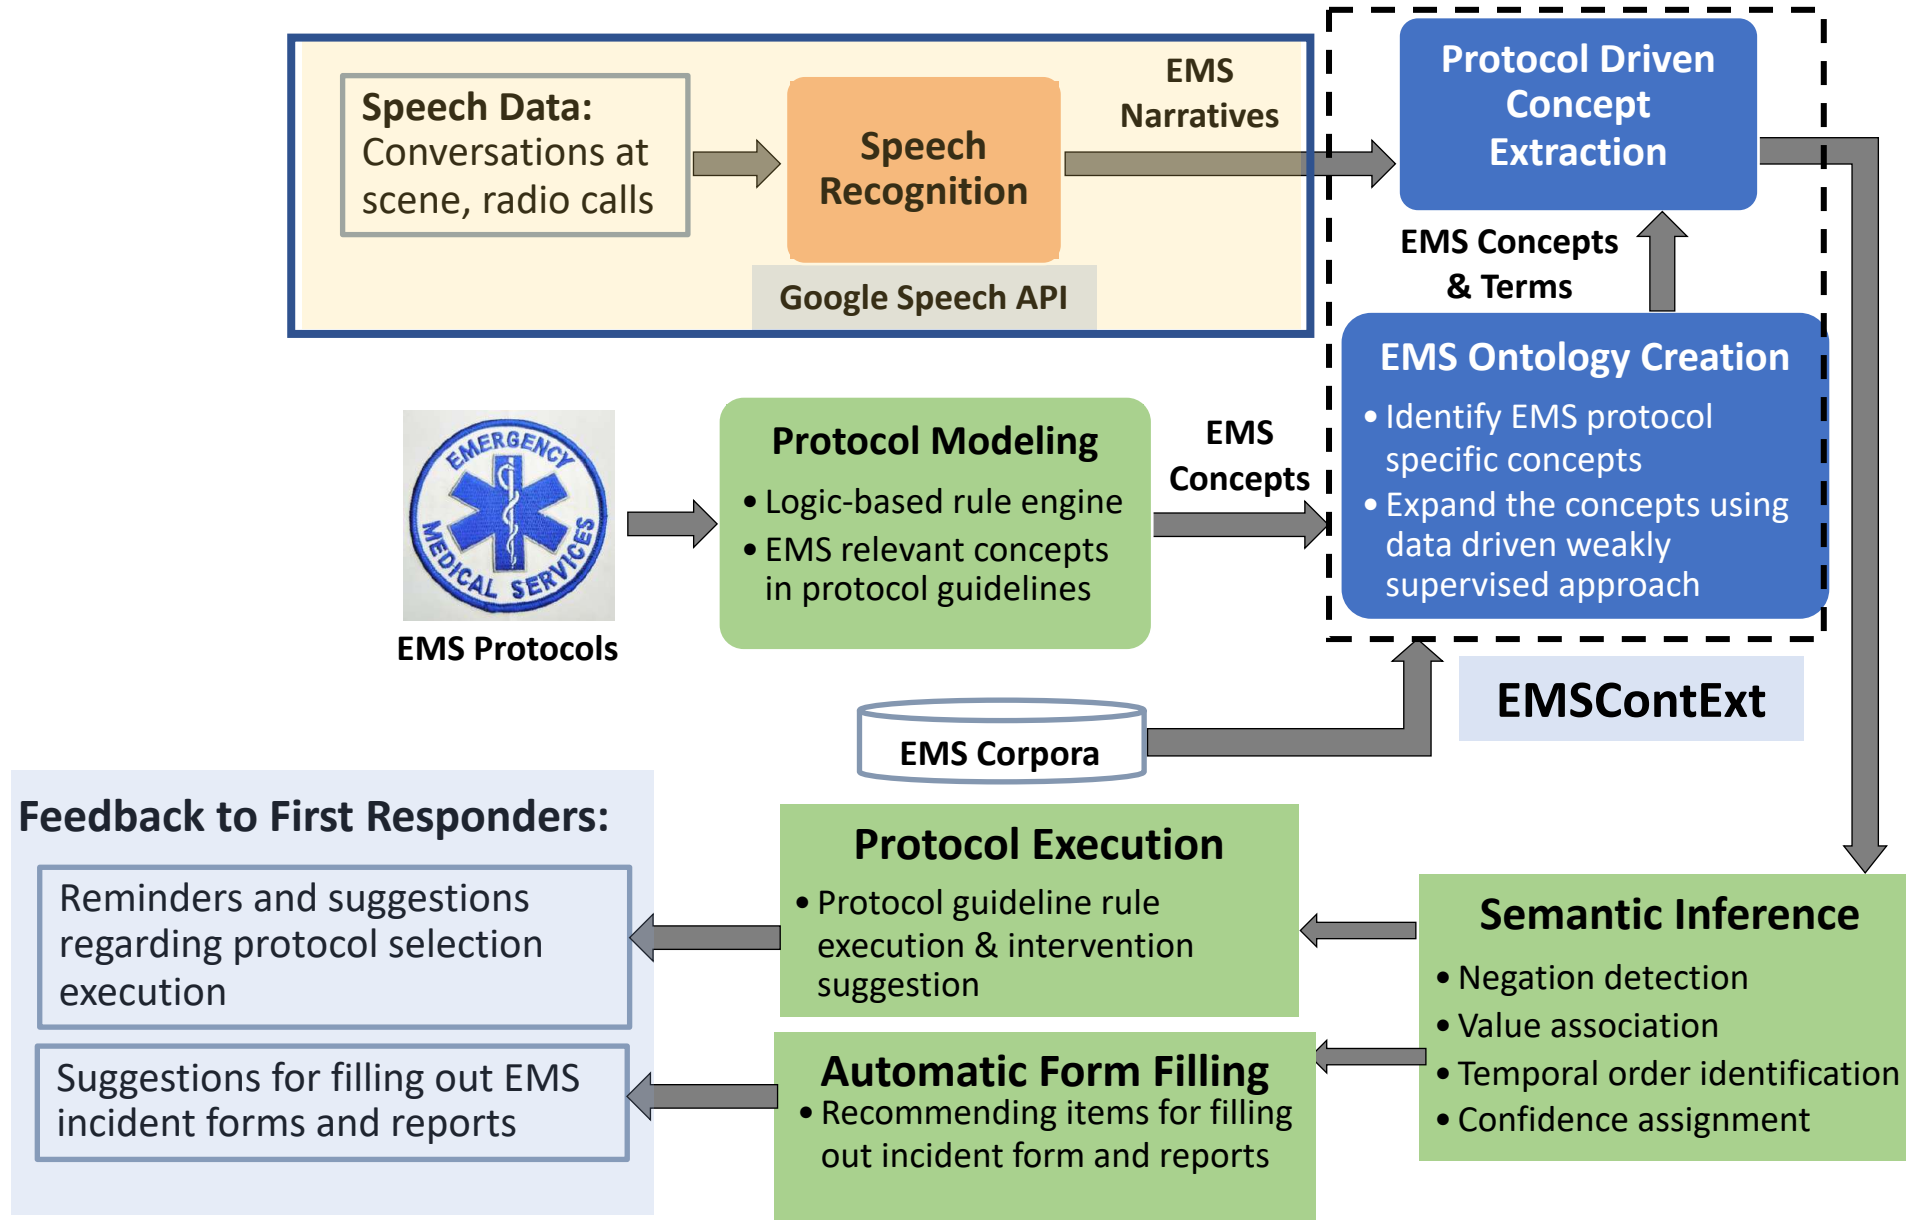 Speech Data:
Conversations at
scene, radio calls
Speech
Recognition
Google Speech API
EMS
Narratives
Protocol Driven
Concept
Extraction
EMS Concepts
& Terms
EMS Ontology Creation
• Identify EMS protocol
specific concepts
• Expand the concepts using
data driven weakly
supervised approach
EMERGENCY
MEDICAL SERVICES
EMS Protocols
Protocol Modeling
• Logic-based rule engine
• EMS relevant concepts
in protocol guidelines
EMS
Concepts
EMSContExt
EMS Corpora
Feedback to First Responders:
Reminders and suggestions
regarding protocol selection
execution
Suggestions for filling out EMS
incident forms and reports
Protocol Execution
• Protocol guideline rule
execution & intervention
suggestion
Automatic Form Filling
• Recommending items for filling
out incident form and reports
Semantic Inference
• Negation detection
• Value association
• Temporal order identification
• Confidence assignment